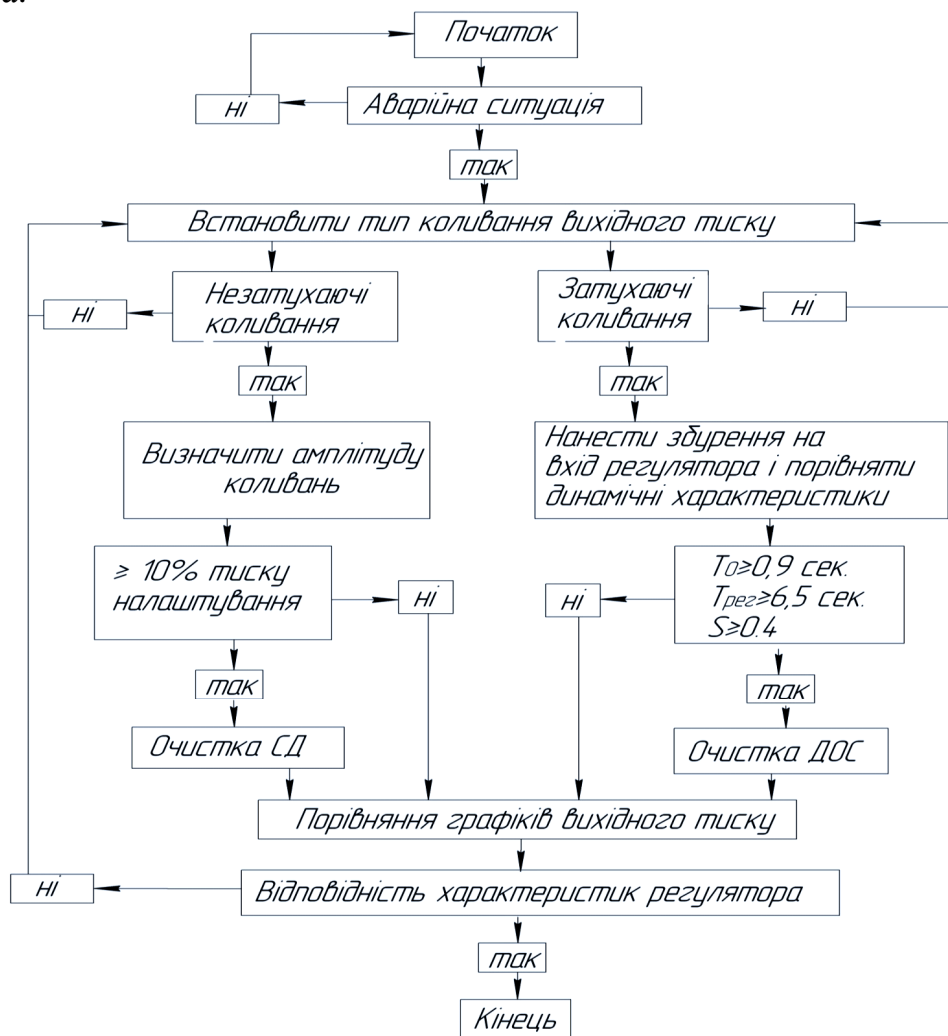 а.
Початок
ні
Аварійна ситуація
так
Встановити тип коливання вихідного тиску
ні
Незатухаючі
коливання
Затухаючі
коливання
ні
так
так
Визначити амплітуду
коливань
Нанести збурення на
вхід регулятора і порівняти
динамічні характеристики
≥ 10% тиску
налаштування
ні
ні
T0≥0,9 сек.
Tрег≥6,5 сек.
S≥0.4
так
так
Очистка СД
Очистка ДОС
Порівняння графіків вихідного тиску
ні
Відповідність характеристик регулятора
так
Кінець